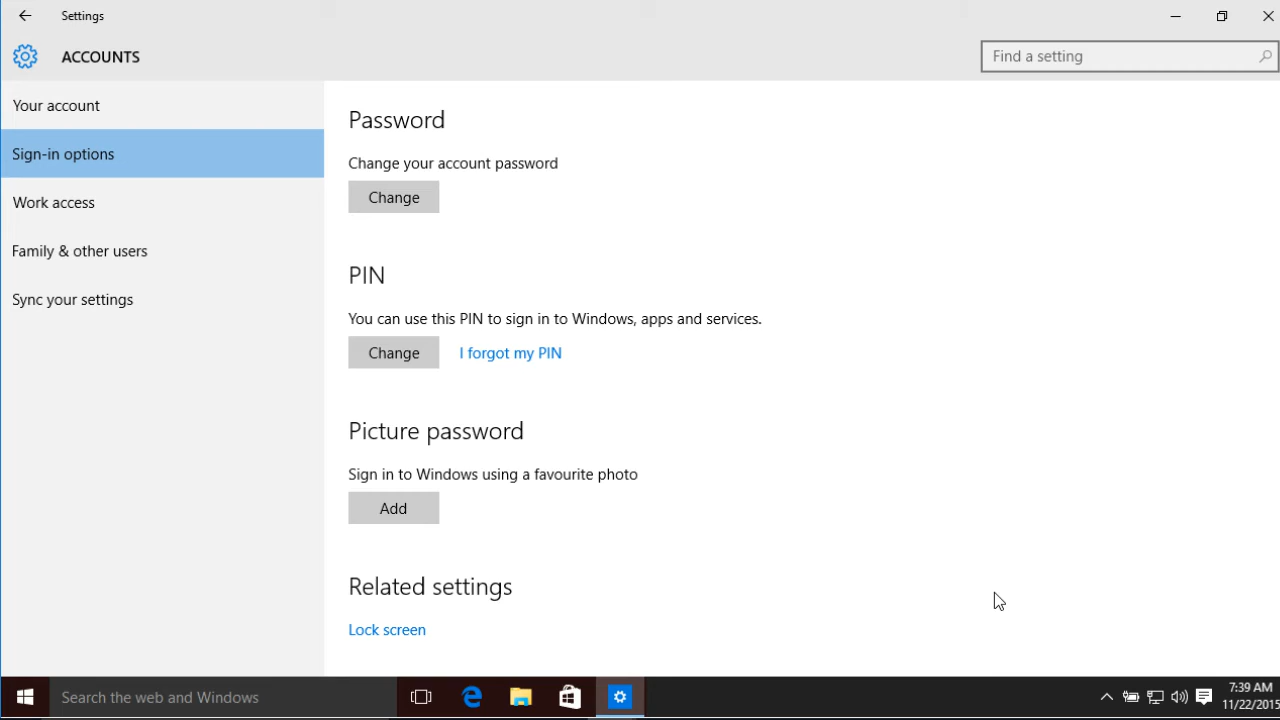 Settings
ACCOUNTS
Find a setting
Your account
Sign-in options
Work access
Family & other users
Sync your settings
Password
Change your account password
Change
PIN
You can use this PIN to sign in to Windows, apps and services.
Change I forgot my PIN
Picture password
Sign in to Windows using a favourite photo
Add
Related settings
Lock screen
Search the web and Windows
7:39 AM